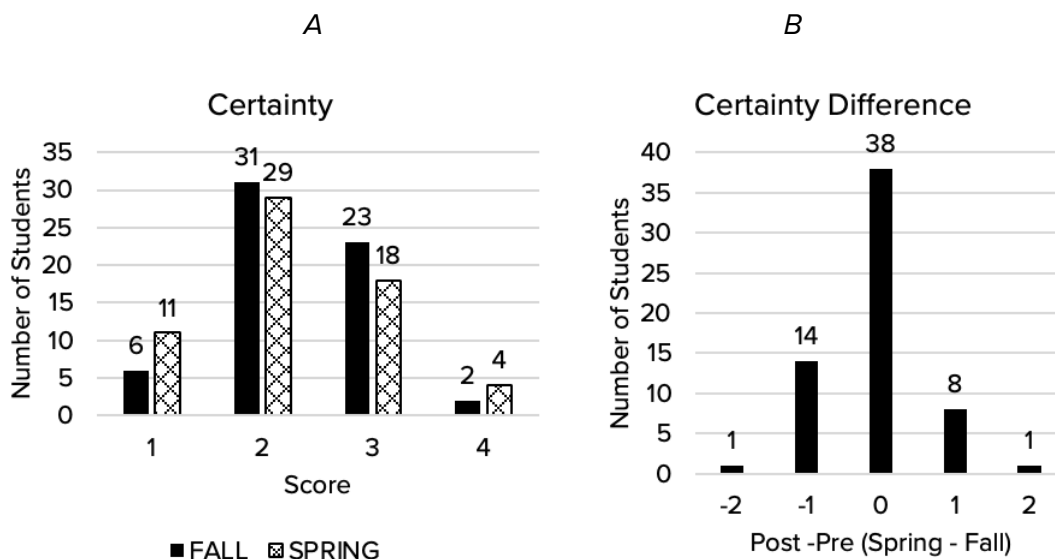 A
Certainty
Number of Students
35
30
25
20
15
10
5
0
6
11
31
29
23
18
2
4
1 2 3 4
Score
FALL SPRING
B
Certainty Difference
Number of Students
40
35
30
25
20
15
10
5
0
1
14
38
8
1
-2 -1 0 1 2
Post -Pre (Spring - Fall)